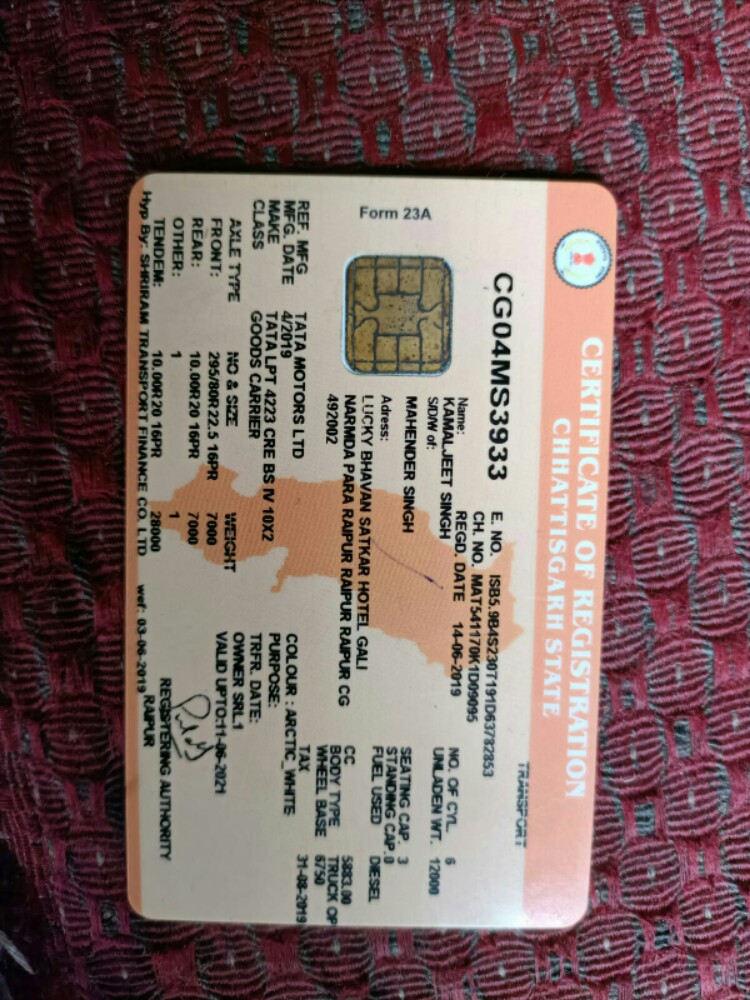 CERTIFICATE OF REGISTRATION
CHHATTISGARH STATE
TRANSPORT
CG04MS3933
E. NO. ISB5.9B4S230T191D63782853
CH. NO. MAT541170K1D09095
REGD. DATE 14-06-2019
NO. OF CYL. 6
UNLADEN WT. 12000
Form 23A
Name:
KAMALJEET SINGH
S/D/W of:
MAHENDER SINGH
SEATING CAP. 3
STANDING CAP. 0
FUEL USED DIESEL
Adress:
LUCKY BHAVAN SATKAR HOTEL GALI
NARMDA PARA RAIPUR RAIPUR RAIPUR CG
492002
CC 5883.00
BODY TYPE TRUCK OP
WHEEL BASE 6750
TAX 31-08-2019
REF. MFG TATA MOTORS LTD
MFG. DATE 4/2019
MAKE TATA LPT 4223 CRE BS IV 10X2
CLASS GOODS CARRIER
COLOUR : ARCTIC_WHITE
PURPOSE:
TRFR. DATE:
OWNER SRL.1
VALID UPTO:11-06-2021
AXLE TYPE NO & SIZE WEIGHT
FRONT: 295/80R22.5 16PR 7000
REAR: 10.00R20 16PR 7000
OTHER: 1 1
TENDEM: 10.00R20 16PR 28000
REGISTERING AUTHORITY
RAIPUR
Hyp By: SHRIRAM TRANSPORT FINANCE CO. LTD wef: 03-06-2019